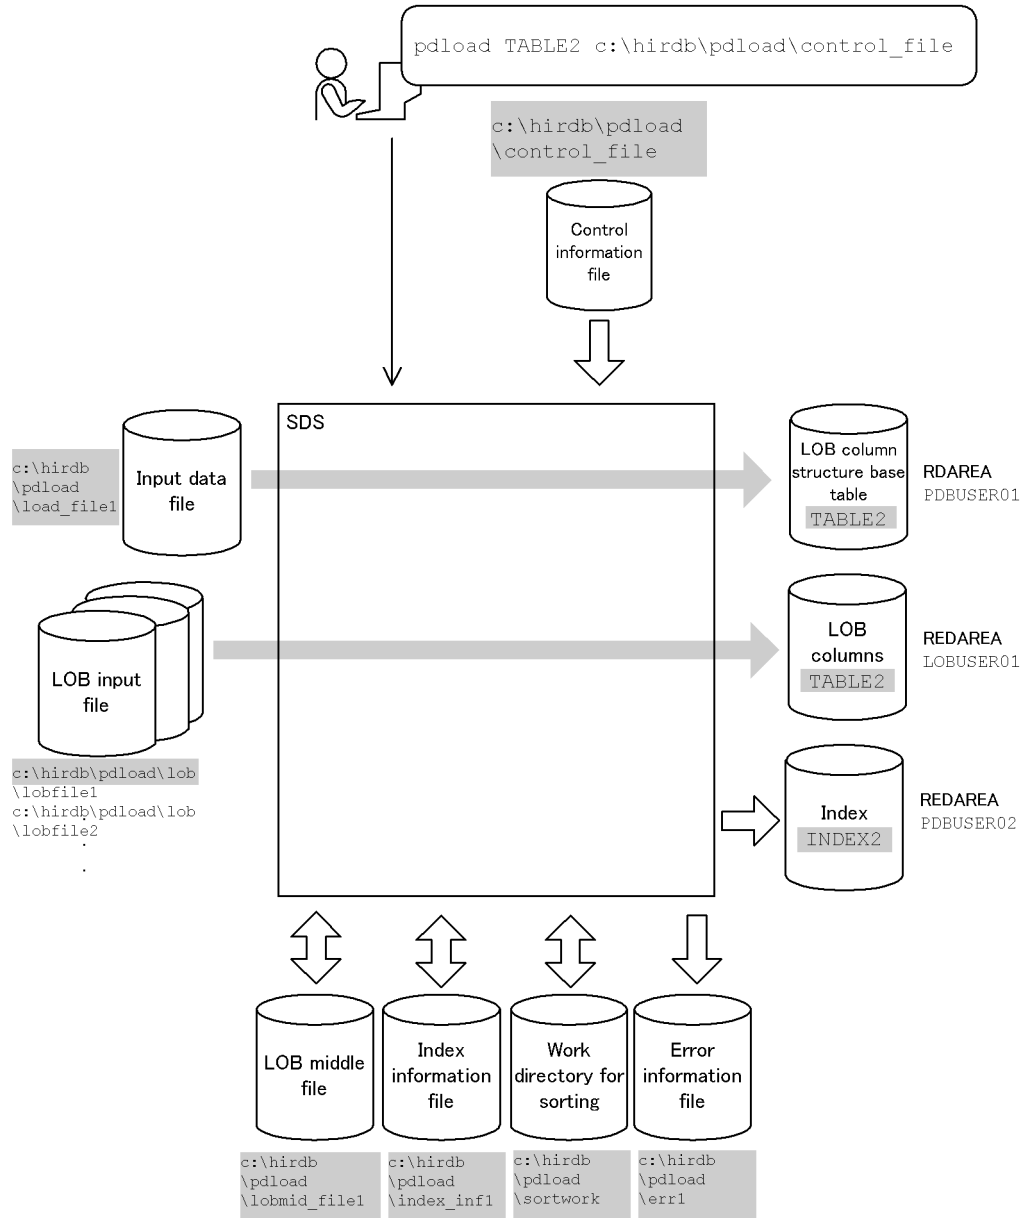 pdload TABLE2 c:\hirdb\pdload\control_file
c:\hirdb\pdload
\control_file
Control
information
file
SDS
c:\hirdb
\pdload
\load_file1
Input data
file
LOB column
structure base
table
TABLE2
RDAREA
PDBUSER01
LOB input
file
c:\hirdb\pdload\lob
\lobfile1
c:\hirdb\pdload\lob
\lobfile2
.
.
.
LOB
columns
TABLE2
REDAREA
LOBUSER01
Index
INDEX2
REDAREA
PDBUSER02
LOB middle
file
Index
information
file
Work
directory for
sorting
Error
information
file
c:\hirdb
\pdload
\lobmid_file1
c:\hirdb
\pdload
\index_inf1
c:\hirdb
\pdload
\sortwork
c:\hirdb
\pdload
\err1